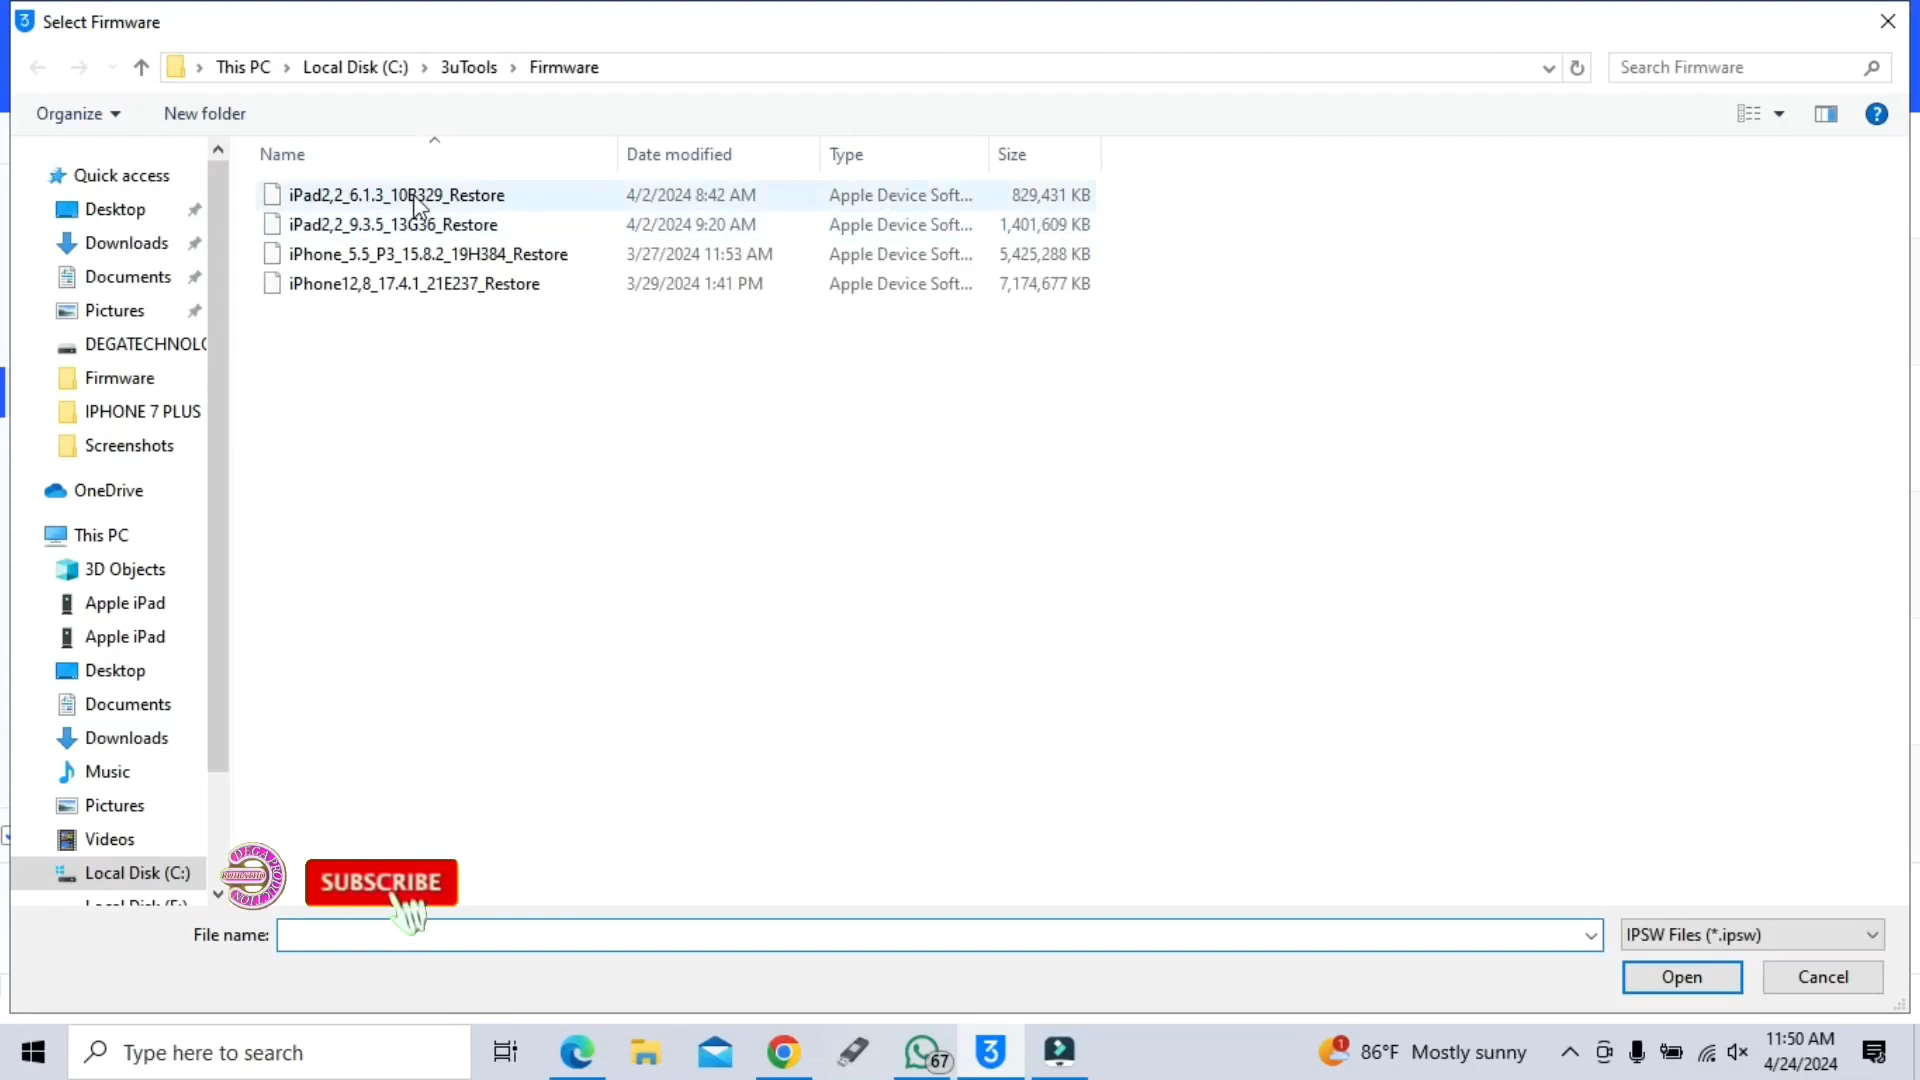 Select Firmware
This PC > Local Disk (C:) > 3uTools > Firmware
Search Firmware
Organize
New folder
Name
Date modified
Type
Size
iPad2,2_6.1.3_10B329_Restore 4/2/2024 8:42 AM Apple Device Soft... 829,431 KB
iPad2,2_9.3.5_13G36_Restore 4/2/2024 9:20 AM Apple Device Soft... 1,401,609 KB
iPhone_5.5_P3_15.8.2_19H384_Restore 3/27/2024 11:53 AM Apple Device Soft... 5,425,288 KB
iPhone12,8_17.4.1_21E237_Restore 3/29/2024 1:41 PM Apple Device Soft... 7,174,677 KB
Quick access
Desktop
Downloads
Documents
Pictures
DEGATECHNOLO
Firmware
IPHONE 7 PLUS
Screenshots
OneDrive
This PC
3D Objects
Apple iPad
Apple iPad
Desktop
Documents
Downloads
Music
Pictures
Videos
Local Disk (C:)
SUBSCRIBE
File name:
IPSW Files (*.ipsw)
Open
Cancel
Type here to search
67
3
1
86°F Mostly sunny
11:50 AM
4/24/2024